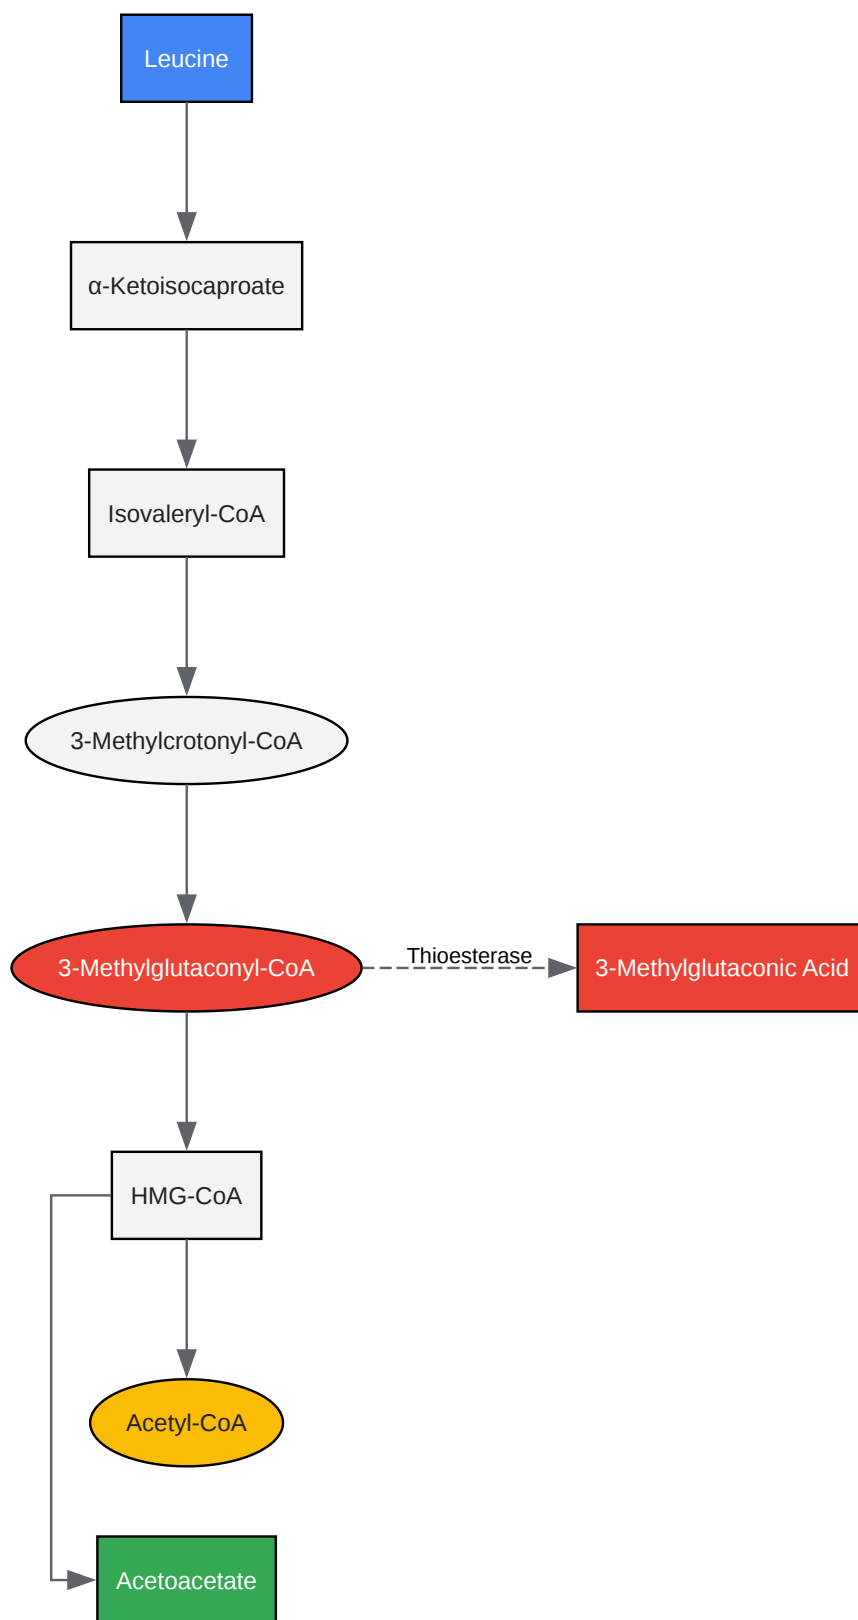 Leucine
α-Ketoisocaproate
Isovaleryl-CoA
3-Methylcrotonyl-CoA
3-Methylglutaconyl-CoA
Thioesterase
3-Methylglutaconic Acid
HMG-CoA
Acetyl-CoA
Acetoacetate